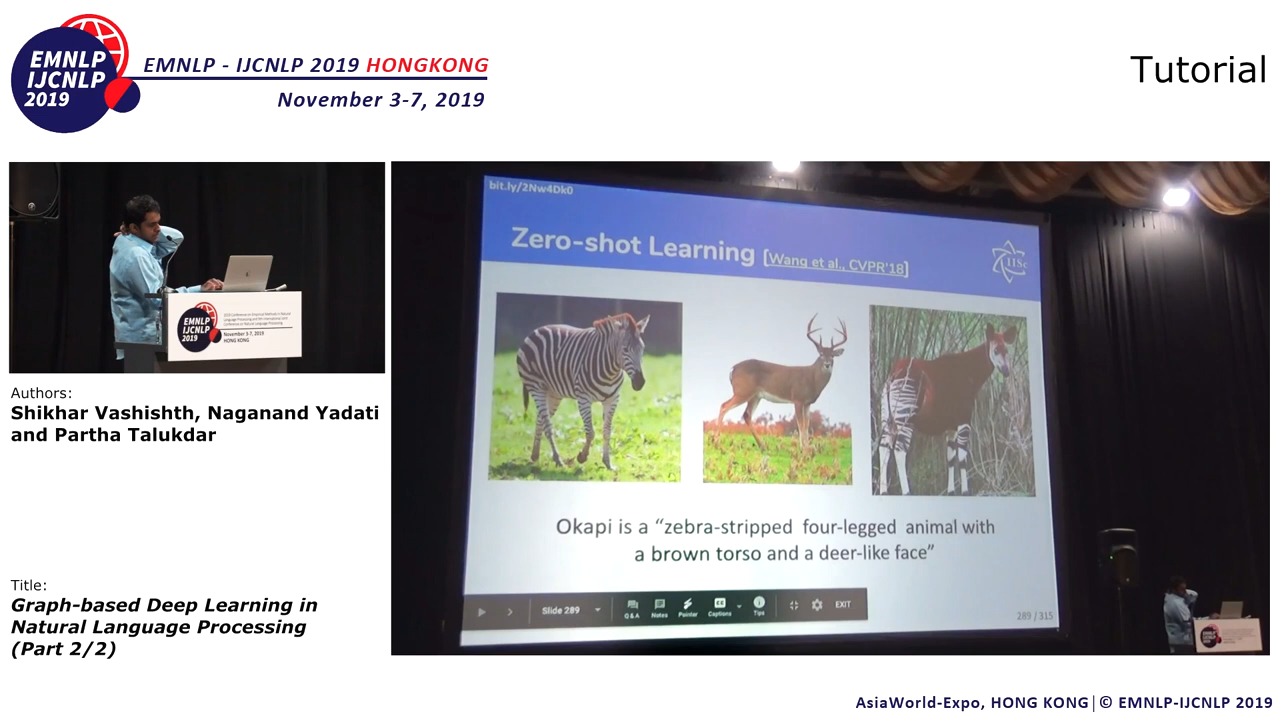 EMNLP
IJCNLP
2019
EMNLP - IJCNLP 2019 HONGKONG
November 3-7, 2019
Tutorial
EMNLP
IJCNLP
2019
November 3-7, 2019
HONG KONG
Authors:
Shikhar Vashishth, Naganand Yadati
and Partha Talukdar
Title:
Graph-based Deep Learning in
Natural Language Processing
(Part 2/2)
bit.ly/2Nw4Dk0
Zero-shot Learning [Wang et al., CVPR'18]
IISc
Okapi is a “zebra-stripped four-legged animal with
a brown torso and a deer-like face”
Slide 289
Q & A
Notes
Pointer
Captions
Tips
EXIT
289 / 315
AsiaWorld-Expo, HONG KONG│© EMNLP-IJCNLP 2019